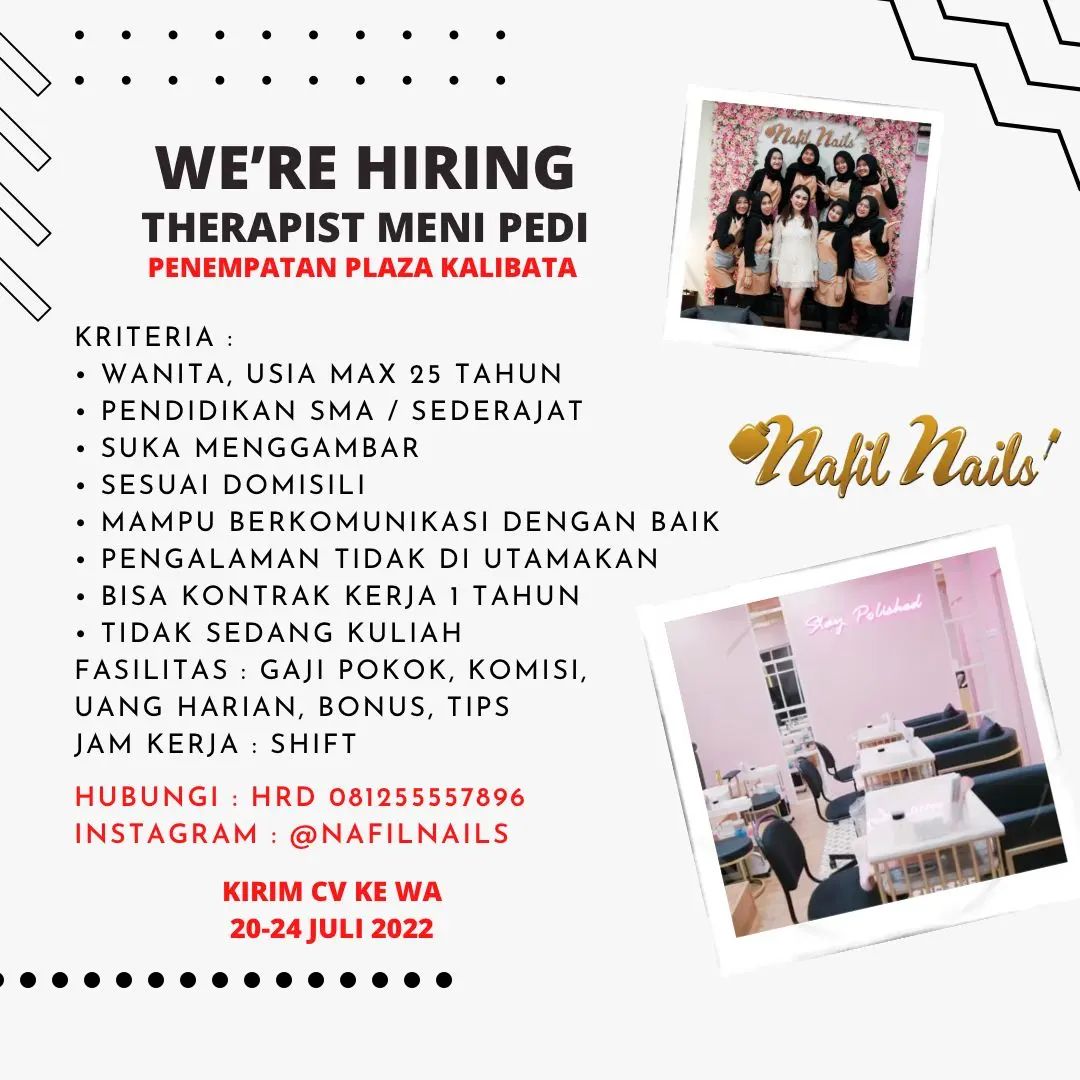 WE'RE HIRING
THERAPIST MENI PEDI
PENEMPATAN PLAZA KALIBATA
KRITERIA :
• WANITA, USIA MAX 25 TAHUN
• PENDIDIKAN SMA / SEDERAJAT
• SUKA MENGGAMBAR
• SESUAI DOMISILI
• MAMPU BERKOMUNIKASI DENGAN BAIK
• PENGALAMAN TIDAK DI UTAMAKAN
• BISA KONTRAK KERJA 1 TAHUN
• TIDAK SEDANG KULIAH
FASILITAS : GAJI POKOK, KOMISI,
UANG HARIAN, BONUS, TIPS
JAM KERJA : SHIFT
HUBUNGI : HRD 081255557896
INSTAGRAM : @NAFILNAILS
KIRIM CV KE WA
20-24 JULI 2022
Nafil Nails
Nafil Nails
Stay Polished